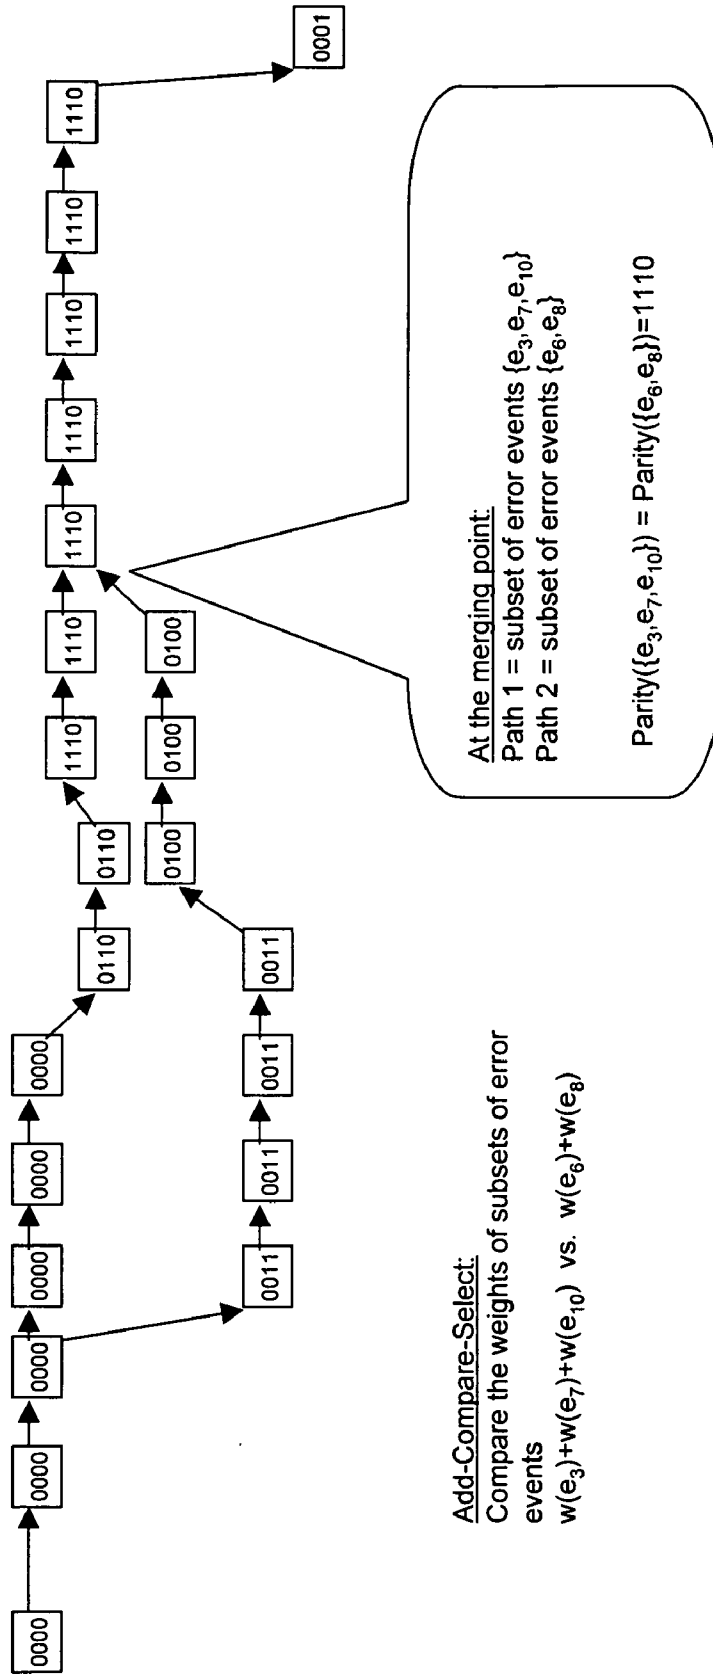 0000 0000 0000 0000 0000 0000
1110 1110 1110 1110 1110 1110 1110
0110 0110
0100 0100 0100
0011 0011 0011 0011
0001
Add-Compare-Select:
Compare the weights of subsets of error
events
w(e3)+w(e7)+w(e10) vs. w(e6)+w(e8)
At the merging point:
Path 1 = subset of error events {e3,e7,e10}
Path 2 = subset of error events {e6,e8}
Parity({e3,e7,e10}) = Parity({e6,e8})=1110